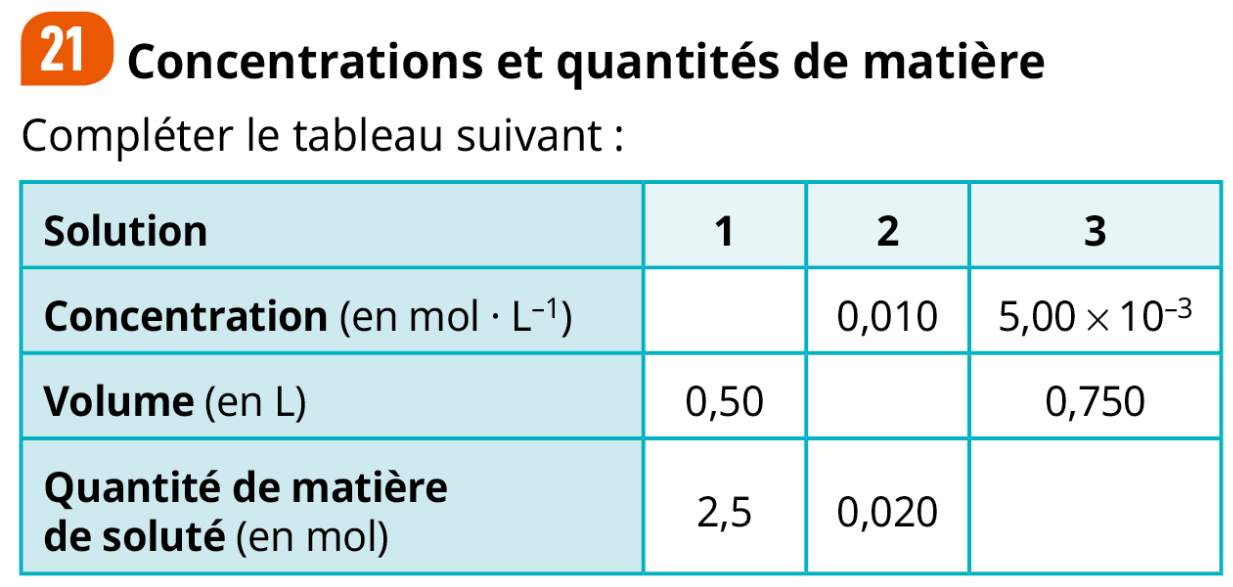 21 Concentrations et quantités de matière
Compléter le tableau suivant :
Solution 1 2 3
Concentration (en mol · L⁻¹) 0,010 5,00 × 10⁻³
Volume (en L) 0,50 0,750
Quantité de matière
de soluté (en mol) 2,5 0,020